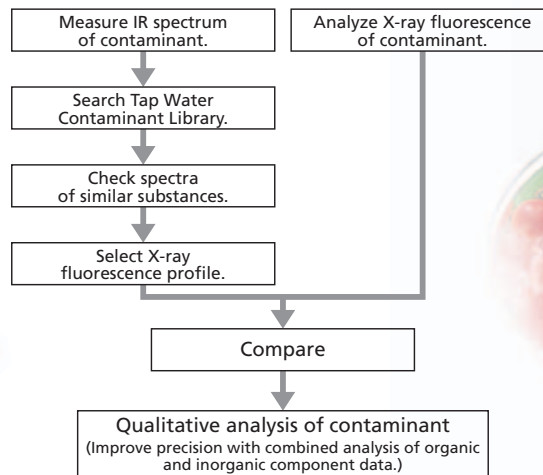 Measure IR spectrum
of contaminant.
Analyze X-ray fluorescence
of contaminant.
Search Tap Water
Contaminant Library.
Check spectra
of similar substances.
Select X-ray
fluorescence profile.
Compare
Qualitative analysis of contaminant
(Improve precision with combined analysis of organic
and inorganic component data.)